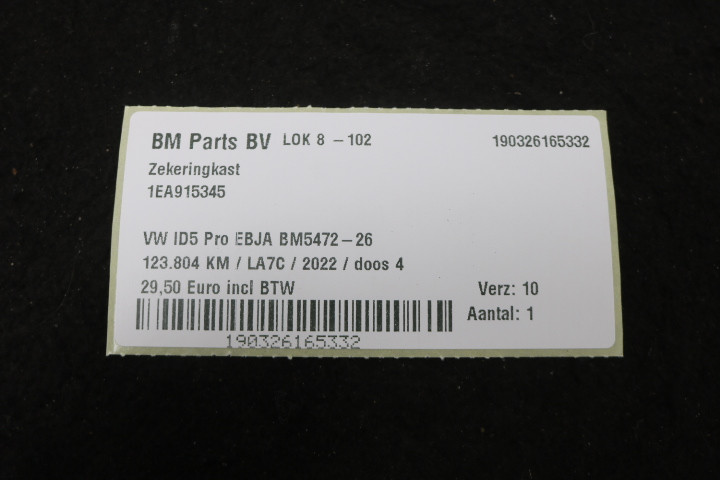 BM Parts BV LOK 8 - 102 190326165332
Zekeringkast
1EA915345
VW ID5 Pro EBJA BM5472-26
123.804 KM / LA7C / 2022 / doos 4
29,50 Euro incl BTW Verz: 10
Aantal: 1
190326165332